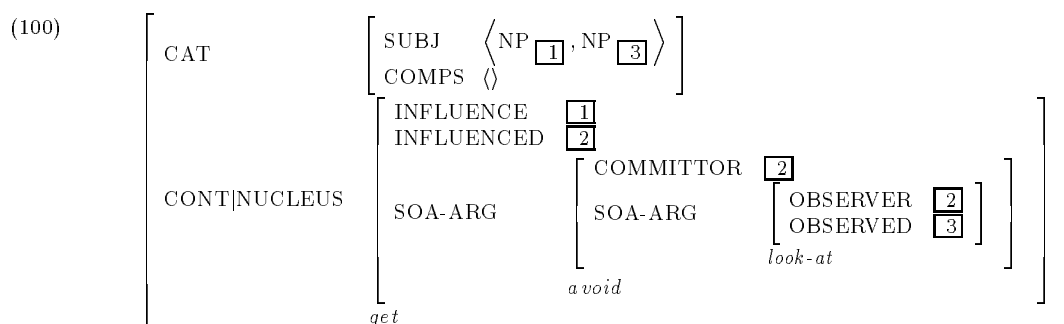 (100)
CAT SUBJ ⟨NP 1 , NP 3⟩
COMPS ⟨⟩
INFLUENCE 1
INFLUENCED 2
COMMITTOR 2
CONT|NUCLEUS SOA-ARG SOA-ARG OBSERVER 2
OBSERVED 3
look-at
avoid
get